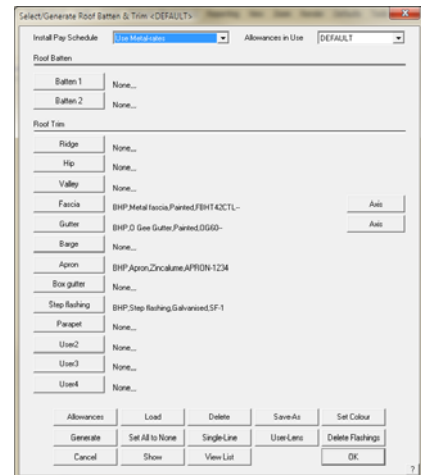 Select/Generate Roof Batten & Trim <DEFAULT>
Install Pay Schedule Use Metal-rates Allowances in Use DEFAULT
Roof Batten
Batten 1 None,,,
Batten 2 None,,,
Roof Trim
Ridge None,,,
Hip None,,,
Valley None,,,
Fascia BHP,Metal fascia,Painted,FBHT42CTL-- Axis
Gutter BHP,O Gee Gutter,Painted,OG60-- Axis
Barge None,,,
Apron BHP,Apron,Zincalume,APRON-1234
Box gutter None,,,
Step flashing BHP,Step flashing,Galvanised,SF-1
Parapet None,,,
User2 None,,,
User3 None,,,
User4 None,,,
Allowances Load Delete Save-As Set Colour
Generate Set All to None Single-Line User-Lens Delete Flashings
Cancel Show View List OK
?